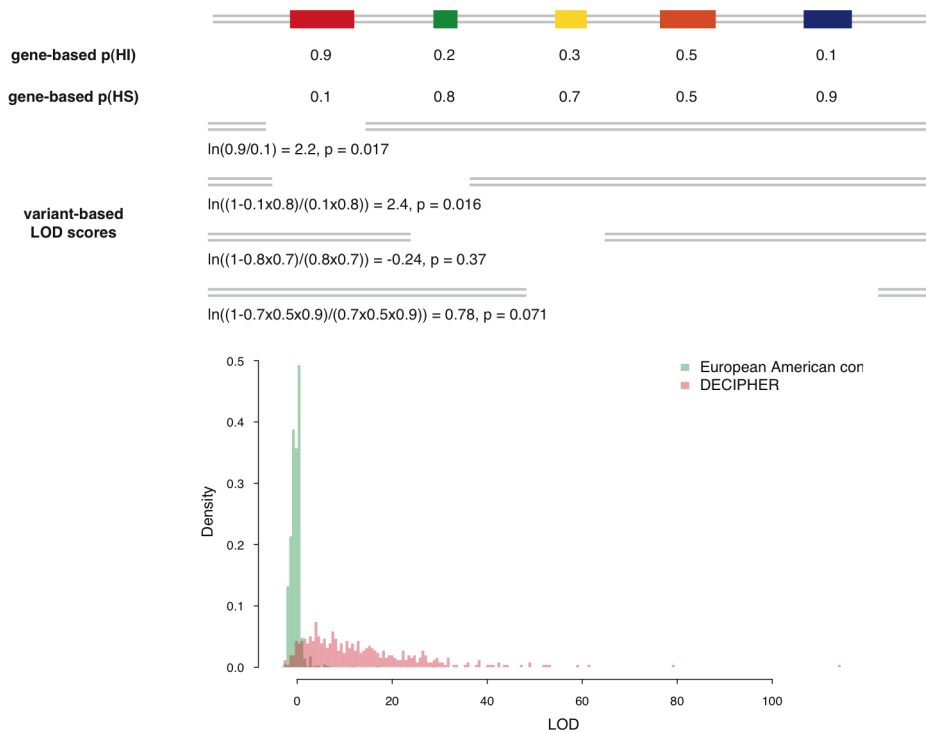 gene-based p(HI) 0.9 0.2 0.3 0.5 0.1
gene-based p(HS) 0.1 0.8 0.7 0.5 0.9
ln(0.9/0.1) = 2.2, p = 0.017
ln((1-0.1x0.8)/(0.1x0.8)) = 2.4, p = 0.016
variant-based
LOD scores
ln((1-0.8x0.7)/(0.8x0.7)) = -0.24, p = 0.37
ln((1-0.7x0.5x0.9)/(0.7x0.5x0.9)) = 0.78, p = 0.071
European American con
DECIPHER
0.5
0.4
0.3
0.2
0.1
0.0
Density
0 20 40 60 80 100
LOD